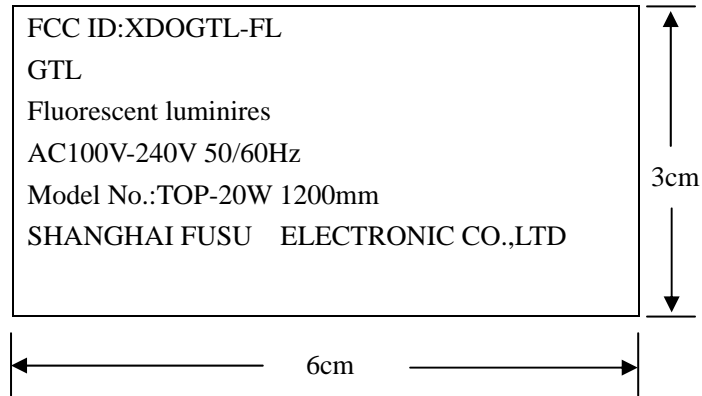 FCC ID:XDOGTL-FL
GTL
Fluorescent luminires
AC100V-240V 50/60Hz
Model No.:TOP-20W 1200mm
SHANGHAI FUSU ELECTRONIC CO.,LTD
3cm
6cm